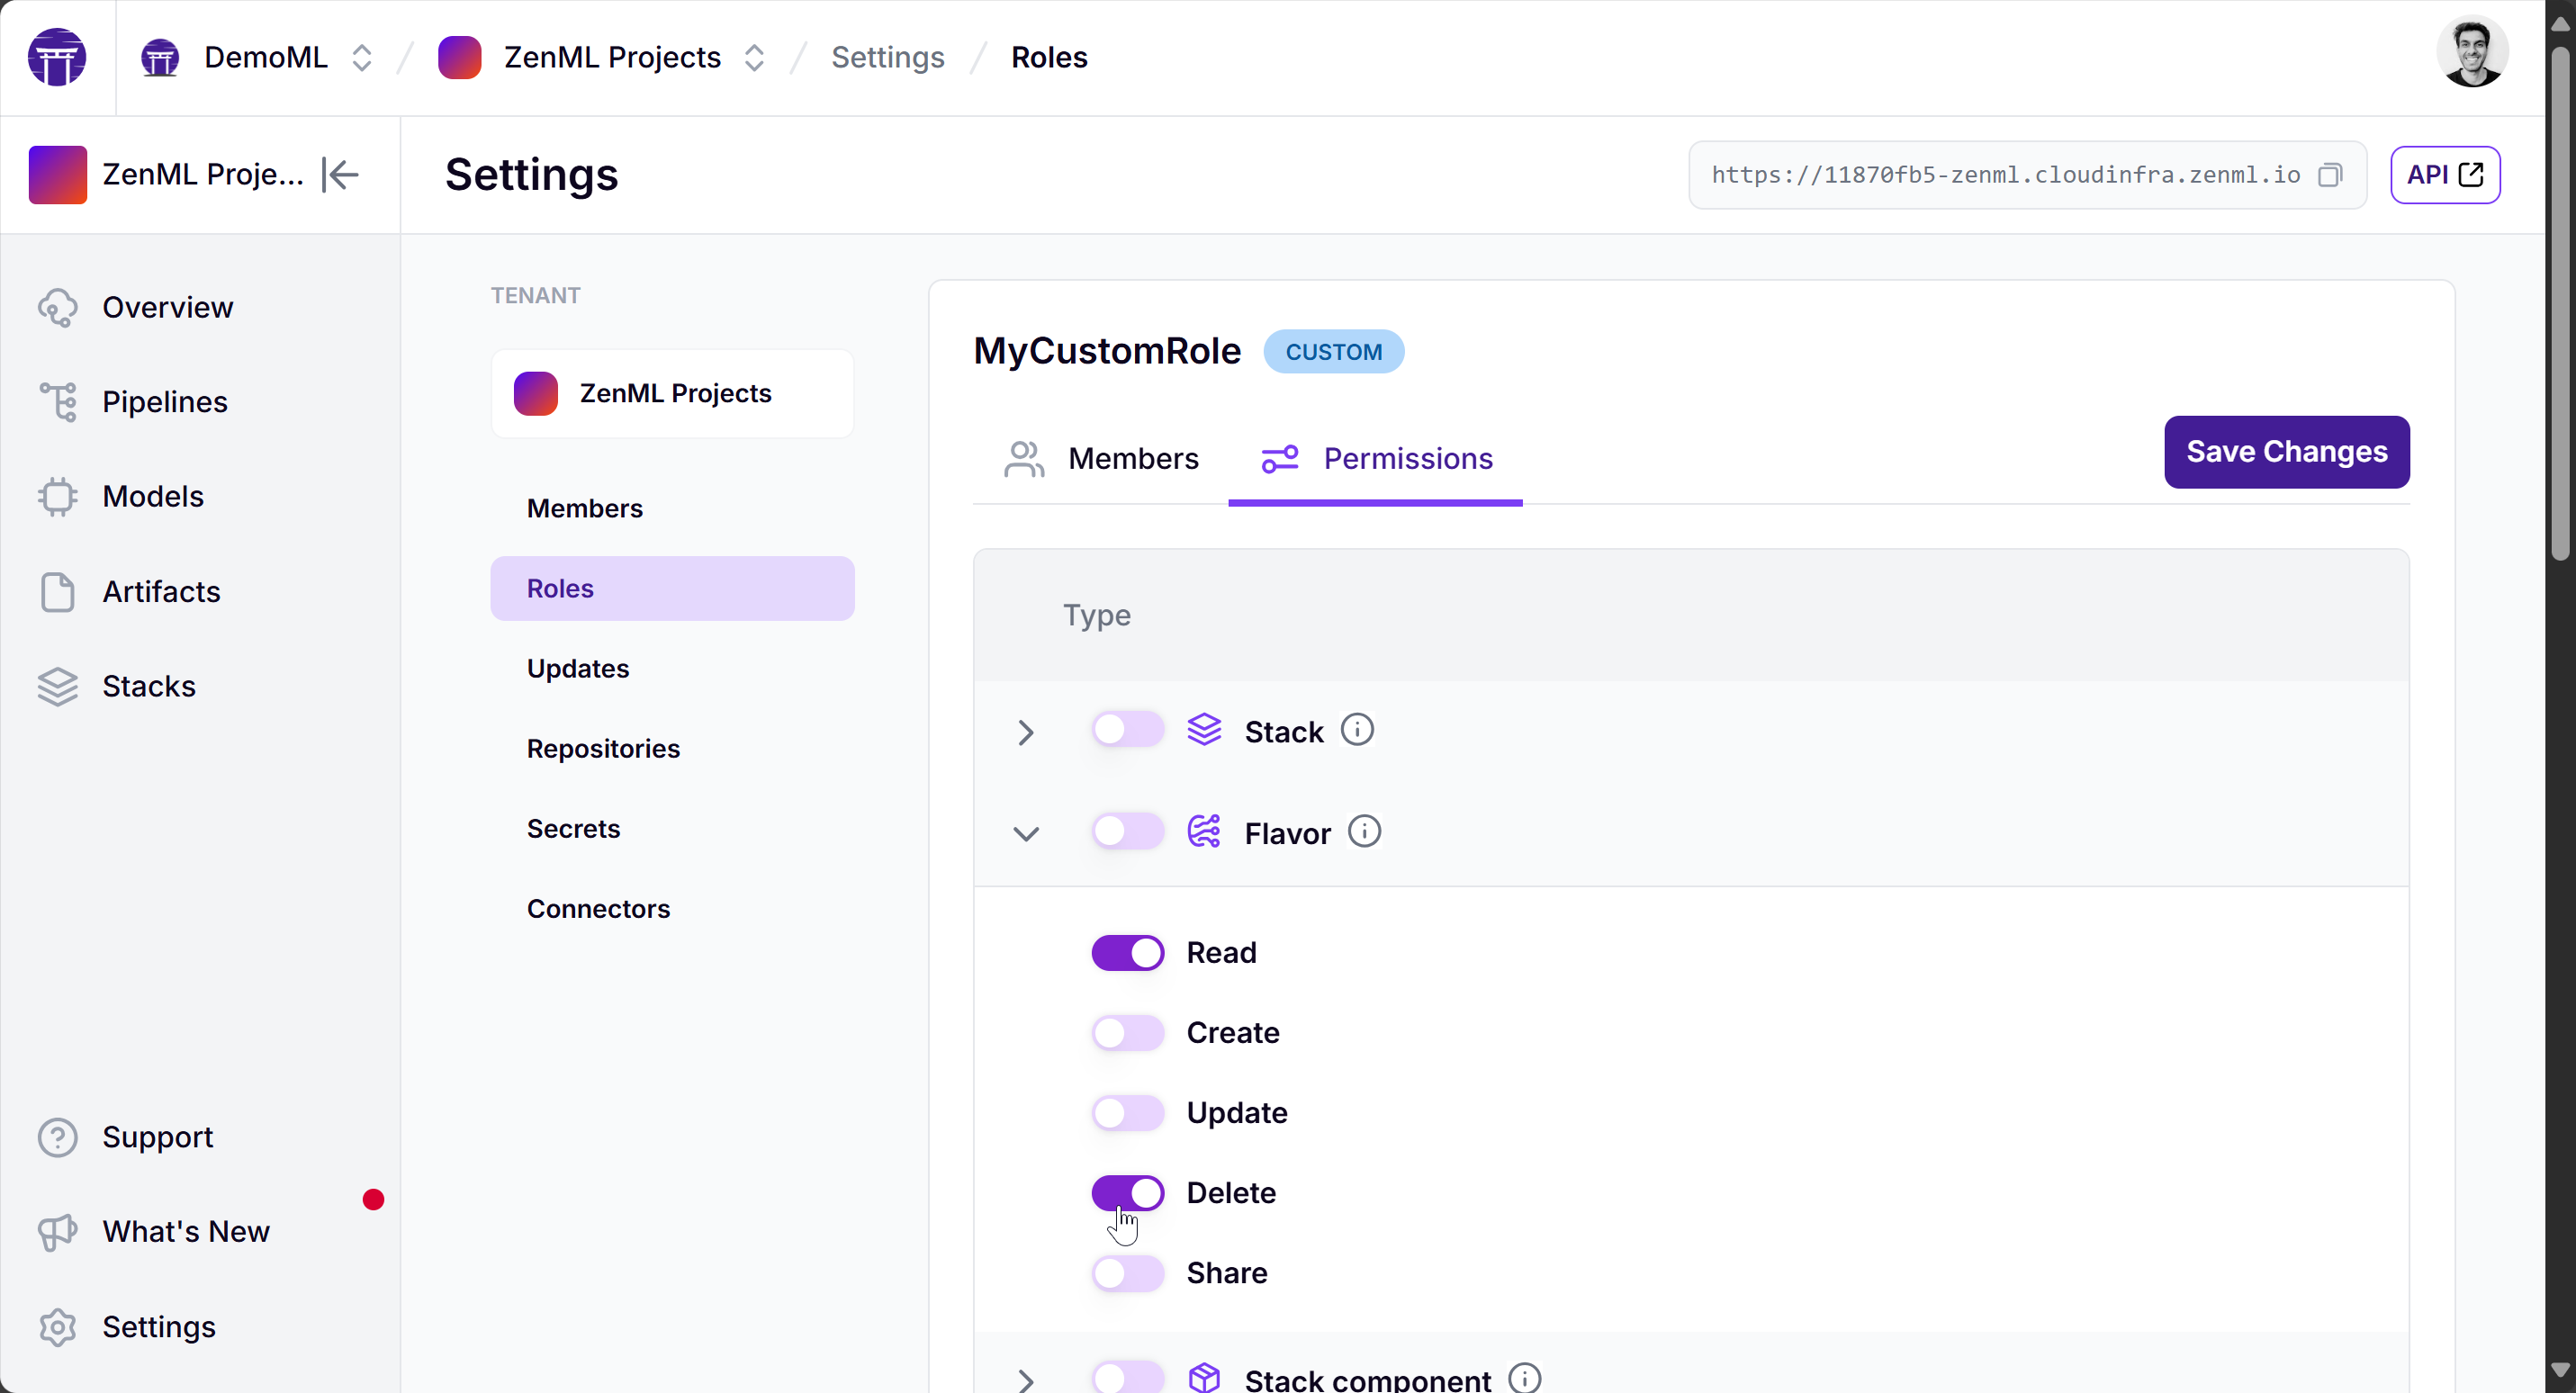 DemoML / ZenML Projects / Settings / Roles
ZenML Proje...
Settings
https://11870fb5-zenml.cloudinfra.zenml.io
API
Overview
Pipelines
Models
Artifacts
Stacks
Support
What's New
Settings
TENANT
ZenML Projects
Members
Roles
Updates
Repositories
Secrets
Connectors
MyCustomRole CUSTOM
Members
Permissions
Save Changes
Type
Stack
Flavor
Read
Create
Update
Delete
Share
Stack component